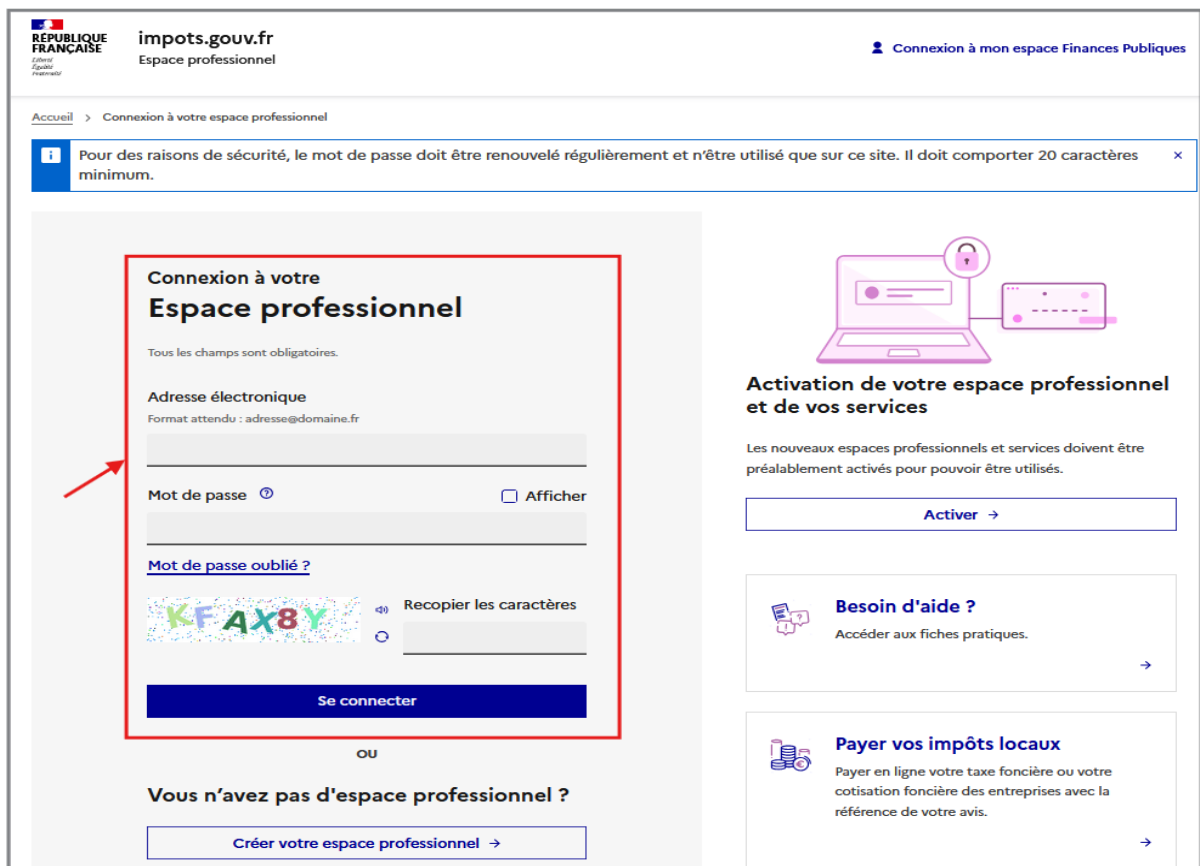 RÉPUBLIQUE
FRANÇAISE
Liberté
Égalité
Fraternité
impots.gouv.fr
Espace professionnel
Connexion à mon espace Finances Publiques
Accueil > Connexion à votre espace professionnel
Pour des raisons de sécurité, le mot de passe doit être renouvelé régulièrement et n’être utilisé que sur ce site. Il doit comporter 20 caractères
minimum.
Connexion à votre
Espace professionnel
Tous les champs sont obligatoires.
Adresse électronique
Format attendu : adresse@domaine.fr
Mot de passe
Afficher
Mot de passe oublié ?
KFAX8Y
Recopier les caractères
Se connecter
OU
Vous n’avez pas d'espace professionnel ?
Créer votre espace professionnel →
Activation de votre espace professionnel
et de vos services
Les nouveaux espaces professionnels et services doivent être
préalablement activés pour pouvoir être utilisés.
Activer →
Besoin d'aide ?
Accéder aux fiches pratiques.
Payer vos impôts locaux
Payer en ligne votre taxe foncière ou votre
cotisation foncière des entreprises avec la
référence de votre avis.